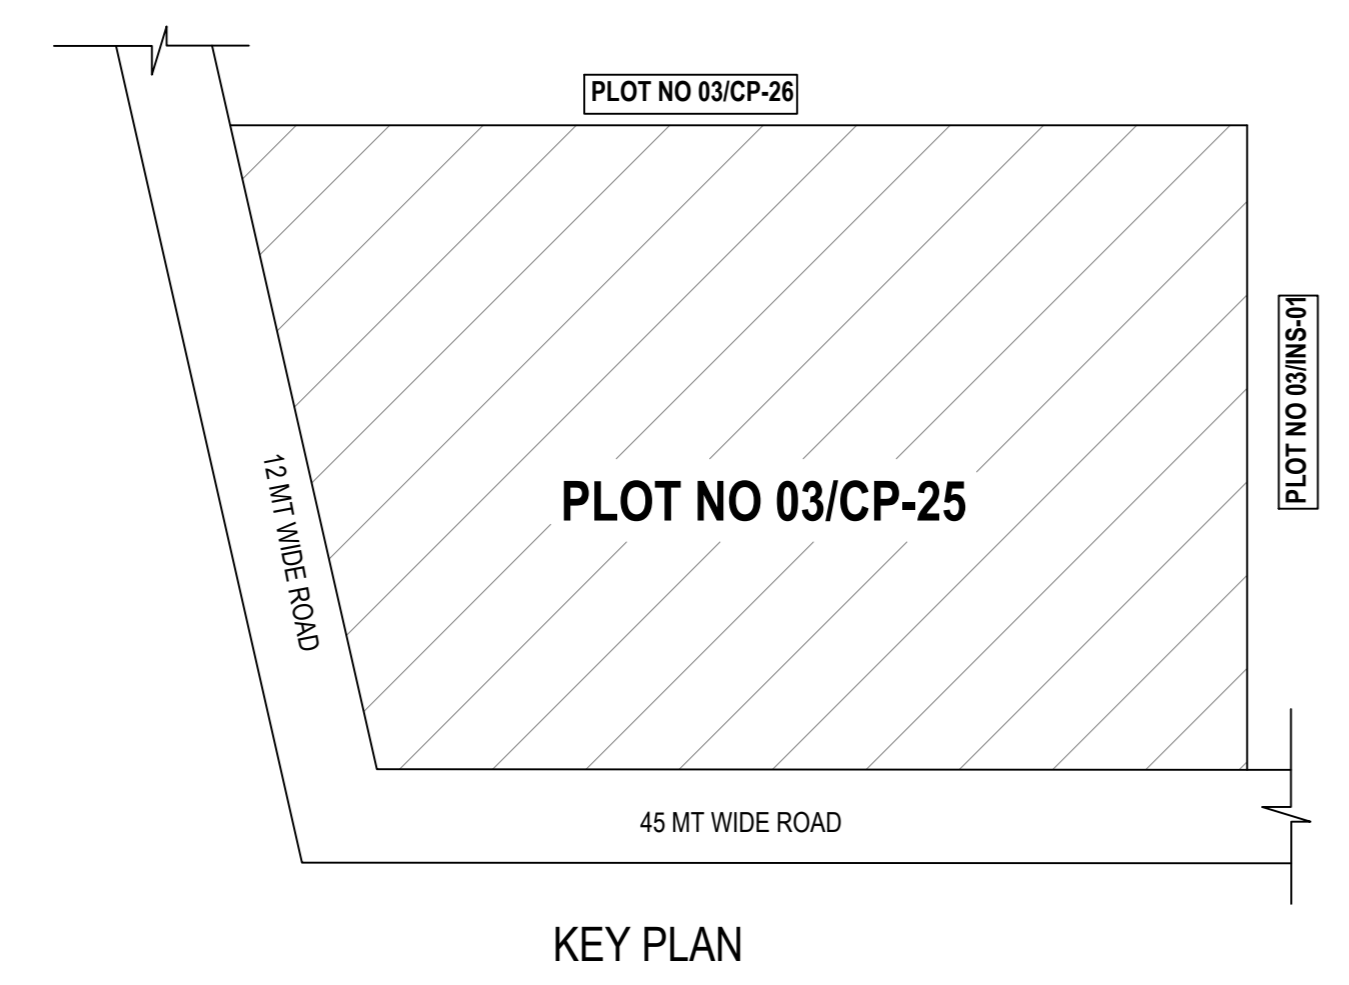 PLOT NO 03/CP-26
PLOT NO 03/INS-01
PLOT NO 03/CP-25
12 MT WIDE ROAD
45 MT WIDE ROAD
KEY PLAN